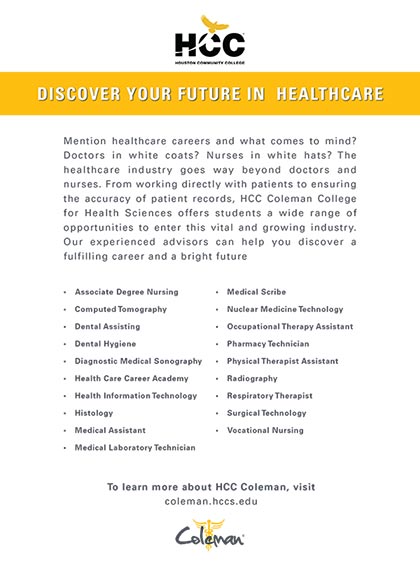 HCC
HOUSTON COMMUNITY COLLEGE
DISCOVER YOUR FUTURE IN HEALTHCARE
Mention healthcare careers and what comes to mind?
Doctors in white coats? Nurses in white hats? The
healthcare industry goes way beyond doctors and
nurses. From working directly with patients to ensuring
the accuracy of patient records, HCC Coleman College
for Health Sciences offers students a wide range of
opportunities to enter this vital and growing industry.
Our experienced advisors can help you discover a
fulfilling career and a bright future
• Associate Degree Nursing
• Computed Tomography
• Dental Assisting
• Dental Hygiene
• Diagnostic Medical Sonography
• Health Care Career Academy
• Health Information Technology
• Histology
• Medical Assistant
• Medical Laboratory Technician
• Medical Scribe
• Nuclear Medicine Technology
• Occupational Therapy Assistant
• Pharmacy Technician
• Physical Therapist Assistant
• Radiography
• Respiratory Therapist
• Surgical Technology
• Vocational Nursing
To learn more about HCC Coleman, visit
coleman.hccs.edu
Coleman